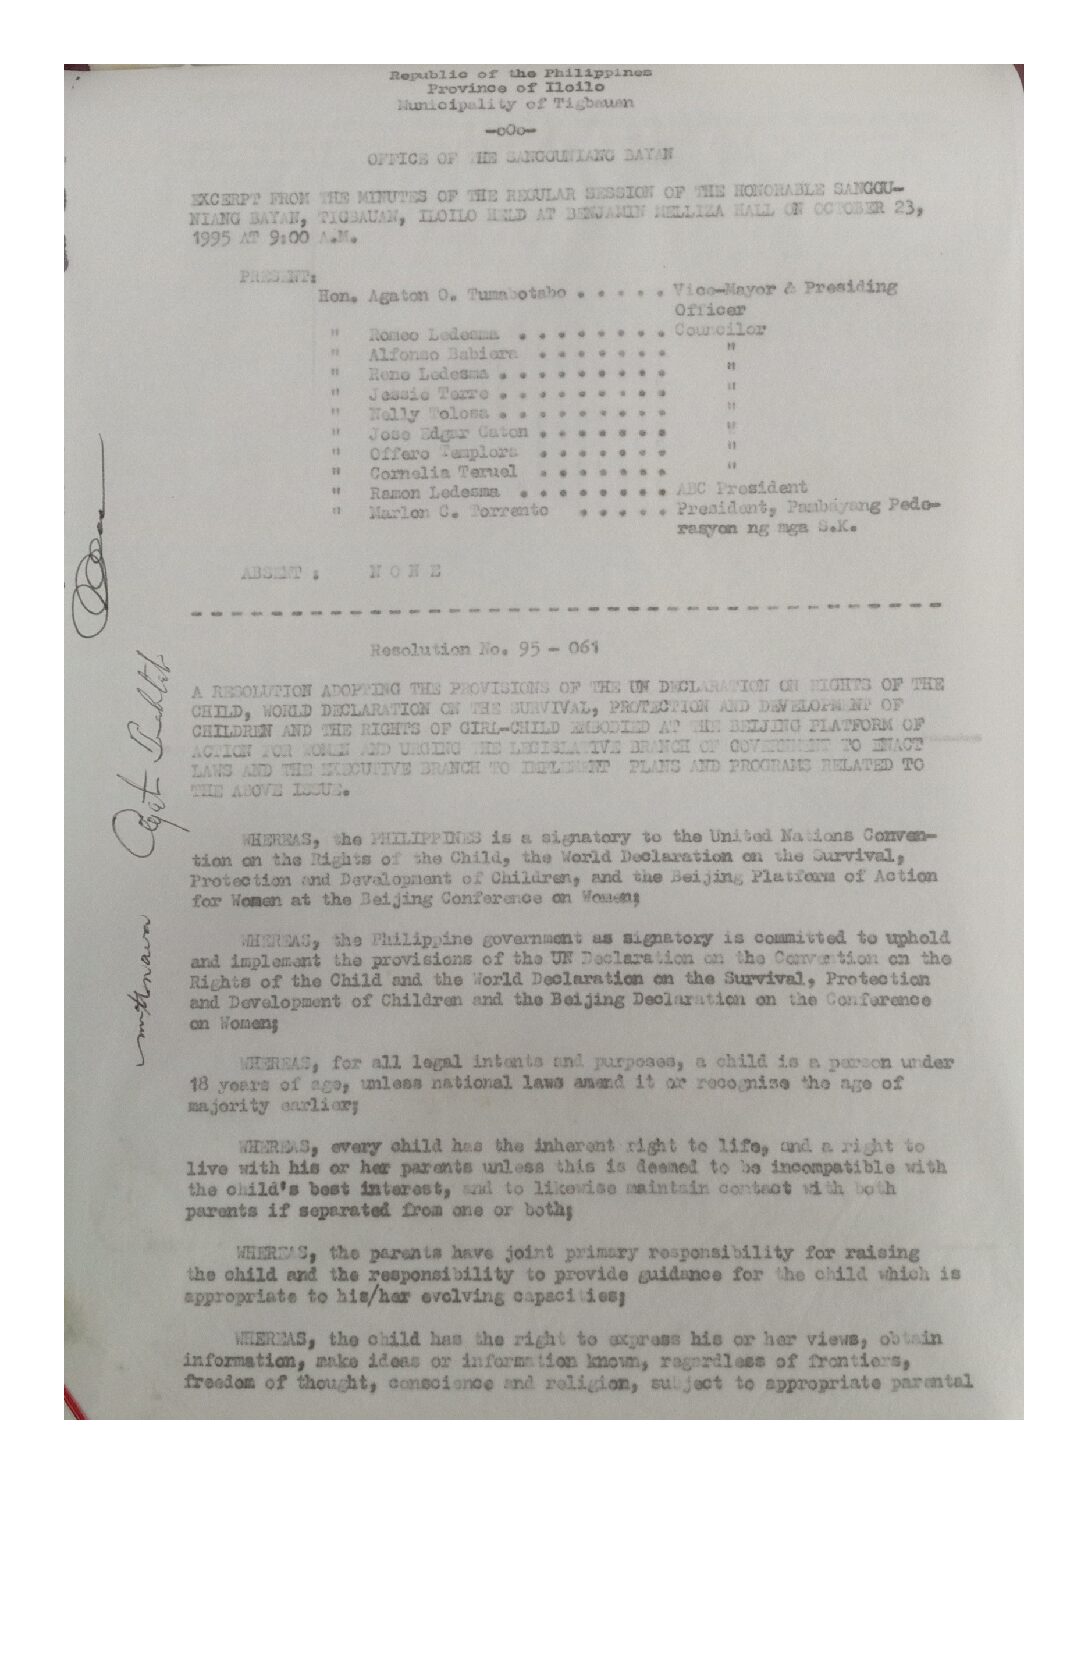 Republic of the Philippines
Province of Iloilo
Municipality of Tigbauan
-oOo-
OFFICE OF THE SANGGUNIANG BAYAN
EXCERPT FROM THE MINUTES OF THE REGULAR SESSION OF THE HONORABLE SANGGU-
NIANG BAYAN, TIGBAUAN, ILOILO HELD AT BENJAMIN MELLIZA HALL ON OCTOBER 23,
1995 AT 9:00 A.M.
PRESENT:
Hon. Agaton O. Tumabotabo . . . . . Vice-Mayor & Presiding
Officer
" Romeo Ledesma . . . . . . . . Councilor
" Alfonso Babiera . . . . . . . "
" Rene Ledesma . . . . . . . . . "
" Jessie Torre . . . . . . . . . "
" Nelly Tolosa . . . . . . . . . "
" Jose Edgar Caton . . . . . . . "
" Offero Templora . . . . . . . "
" Cornelia Teruel . . . . . . . "
" Ramon Ledesma . . . . . . . . ABC President
" Marlon C. Torrento . . . . . President, Pambayang Pede-
rasyon ng mga S.K.
ABSENT : N O N E
Resolution No. 95 - 061
A RESOLUTION ADOPTING THE PROVISIONS OF THE UN DECLARATION ON RIGHTS OF THE
CHILD, WORLD DECLARATION ON THE SURVIVAL, PROTECTION AND DEVELOPMENT OF
CHILDREN AND THE RIGHTS OF GIRL-CHILD EMBODIED AT THE BEIJING PLATFORM OF
ACTION FOR WOMEN AND URGING THE LEGISLATIVE BRANCH OF GOVERNMENT TO ENACT
LAWS AND THE EXECUTIVE BRANCH TO IMPLEMENT PLANS AND PROGRAMS RELATED TO
THE ABOVE ISSUE.
WHEREAS, the PHILIPPINES is a signatory to the United Nations Conven-
tion on the Rights of the Child, the World Declaration on the Survival,
Protection and Development of Children, and the Beijing Platform of Action
for Women at the Beijing Conference on Women;
WHEREAS, the Philippine government as signatory is committed to uphold
and implement the provisions of the UN Declaration on the Convention on the
Rights of the Child and the World Declaration on the Survival, Protection
and Development of Children and the Beijing Declaration on the Conference
on Women;
WHEREAS, for all legal intents and purposes, a child is a person under
18 years of age, unless national laws amend it or recognize the age of
majority earlier;
WHEREAS, every child has the inherent right to life, and a right to
live with his or her parents unless this is deemed to be incompatible with
the child's best interest, and to likewise maintain contact with both
parents if separated from one or both;
WHEREAS, the parents have joint primary responsibility for raising
the child and the responsibility to provide guidance for the child which is
appropriate to his/her evolving capacities;
WHEREAS, the child has the right to express his or her views, obtain
information, make ideas or information known, regardless of frontiers,
freedom of thought, conscience and religion, subject to appropriate parental